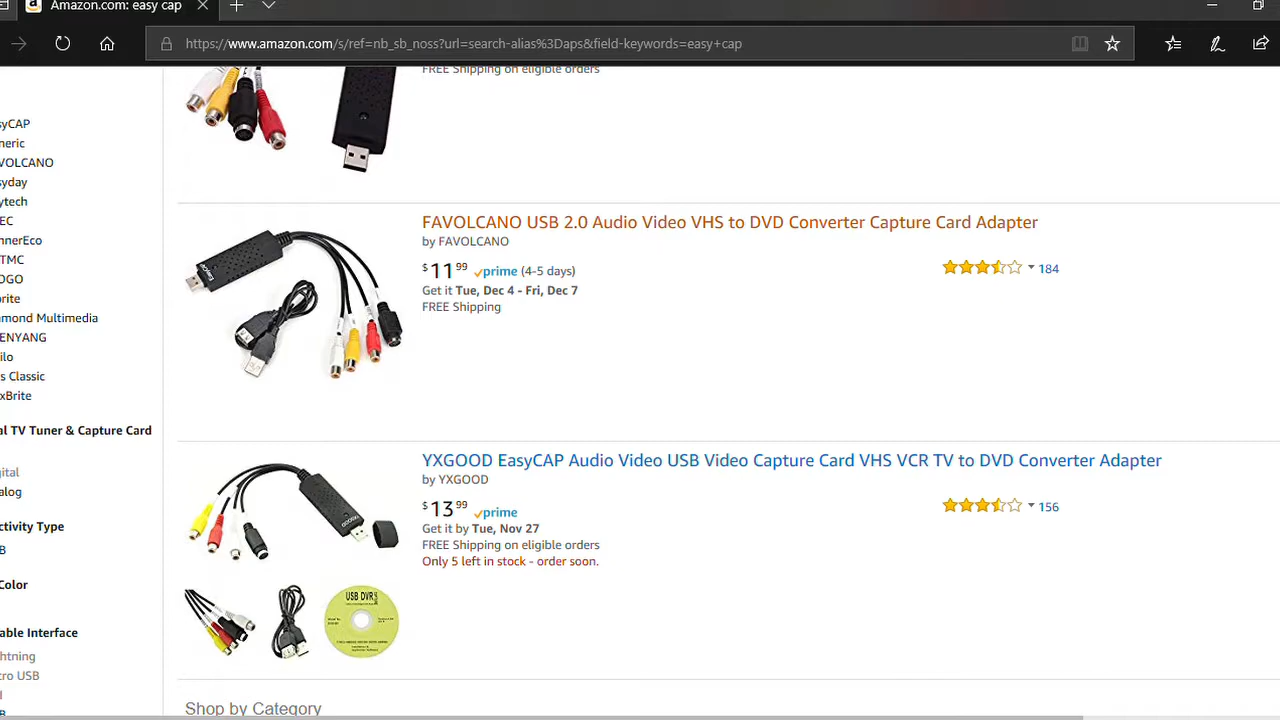 Amazon.com: easy cap
https://www.amazon.com/s/ref=nb_sb_noss?url=search-alias%3Daps&field-keywords=easy+cap
FREE Shipping on eligible orders
syCAP
neric
VOLCANO
syday
ytech
EC
nnerEco
TMC
OGO
brite
mond Multimedia
ENYANG
ilo
s Classic
xBrite
al TV Tuner & Capture Card
gital
alog
ectivity Type
B
Color
able Interface
htning
cro USB
I
B
FAVOLCANO USB 2.0 Audio Video VHS to DVD Converter Capture Card Adapter
by FAVOLCANO
$11 99 prime (4-5 days)
184
Get it Tue, Dec 4 - Fri, Dec 7
FREE Shipping
YXGOOD EasyCAP Audio Video USB Video Capture Card VHS VCR TV to DVD Converter Adapter
by YXGOOD
$13 99 prime
156
Get it by Tue, Nov 27
FREE Shipping on eligible orders
Only 5 left in stock - order soon.
EasyCAP
YXGOOD
USB DVR
Shop by Category